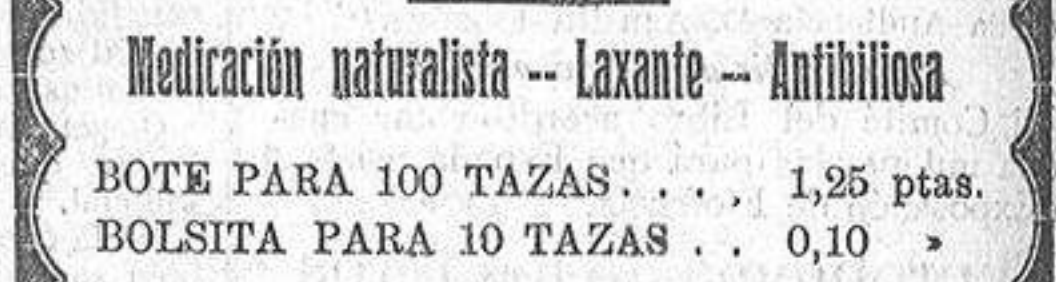 Medicación naturalista -- Laxante -- Antibiliosa
BOTE PARA 100 TAZAS . . . , 1,25 ptas.
BOLSITA PARA 10 TAZAS . . 0,10 »